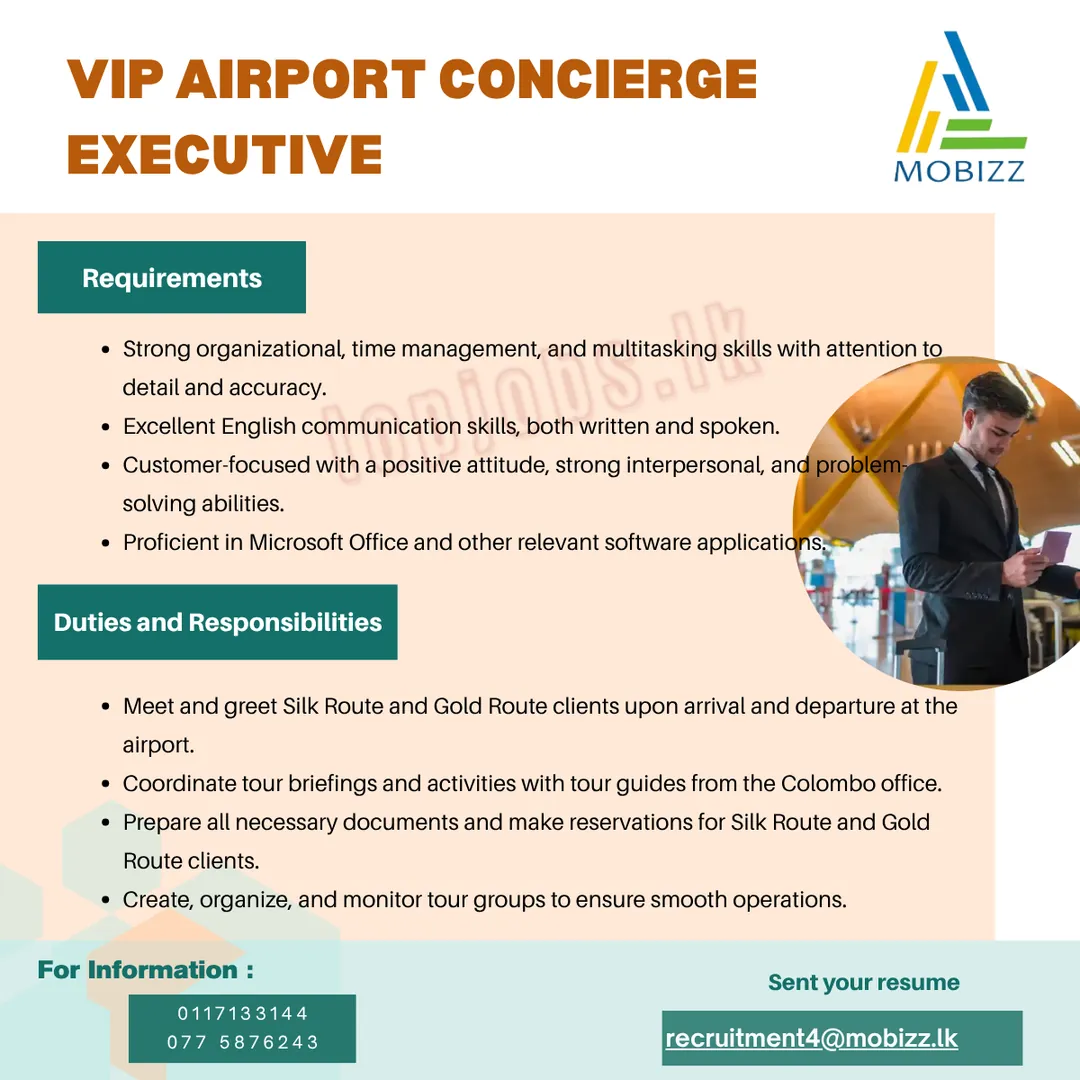 VIP AIRPORT CONCIERGE
EXECUTIVE
MOBIZZ
Requirements
• Strong organizational, time management, and multitasking skills with attention to
detail and accuracy.
• Excellent English communication skills, both written and spoken.
• Customer-focused with a positive attitude, strong interpersonal, and problem-
solving abilities.
• Proficient in Microsoft Office and other relevant software applications.
topjobs.lk
Duties and Responsibilities
• Meet and greet Silk Route and Gold Route clients upon arrival and departure at the
airport.
• Coordinate tour briefings and activities with tour guides from the Colombo office.
• Prepare all necessary documents and make reservations for Silk Route and Gold
Route clients.
• Create, organize, and monitor tour groups to ensure smooth operations.
For Information :
0117133144
077 5876243
Sent your resume
recruitment4@mobizz.lk